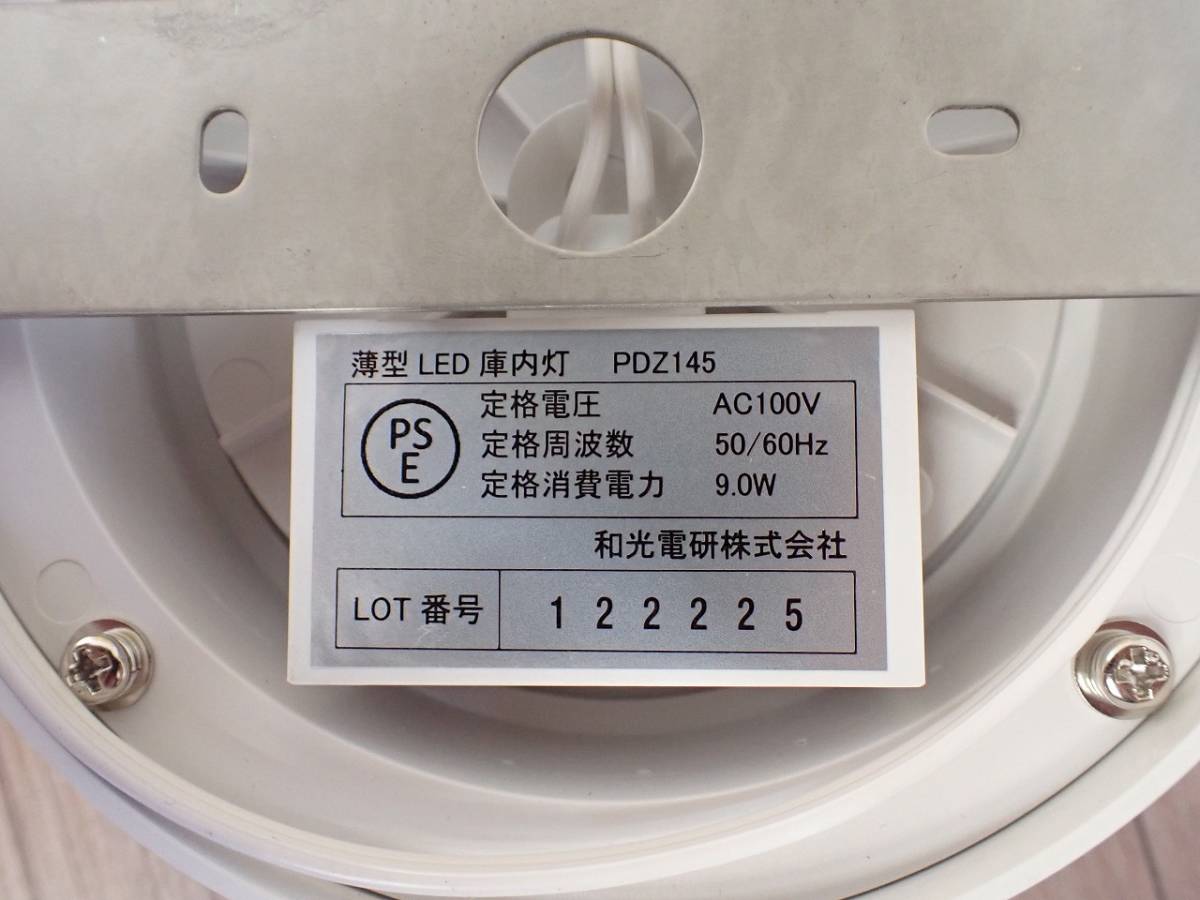 薄型 LED 庫内灯 PDZ145
PS
E
定格電圧 AC100V
定格周波数 50/60Hz
定格消費電力 9.0W
和光電研株式会社
LOT 番号 1 2 2 2 2 5